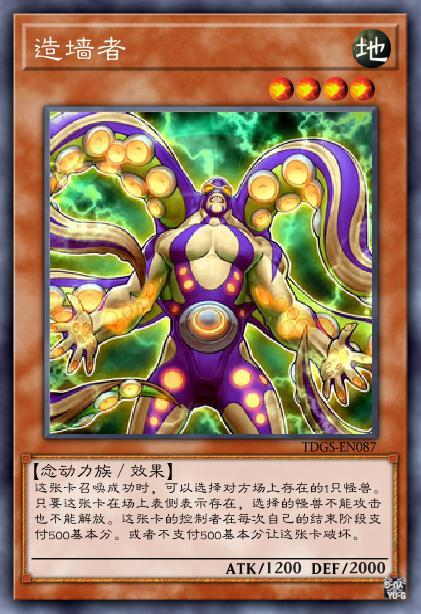 造墙者
地
TDGS-EN087
【念动力族／效果】
这张卡召唤成功时，可以选择对方场上存在的1只怪兽。
只要这张卡在场上表侧表示存在，选择的怪兽不能攻击
也不能解放。这张卡的控制者在每次自己的结束阶段支
付500基本分。或者不支付500基本分让这张卡破坏。
ATK/1200 DEF/2000